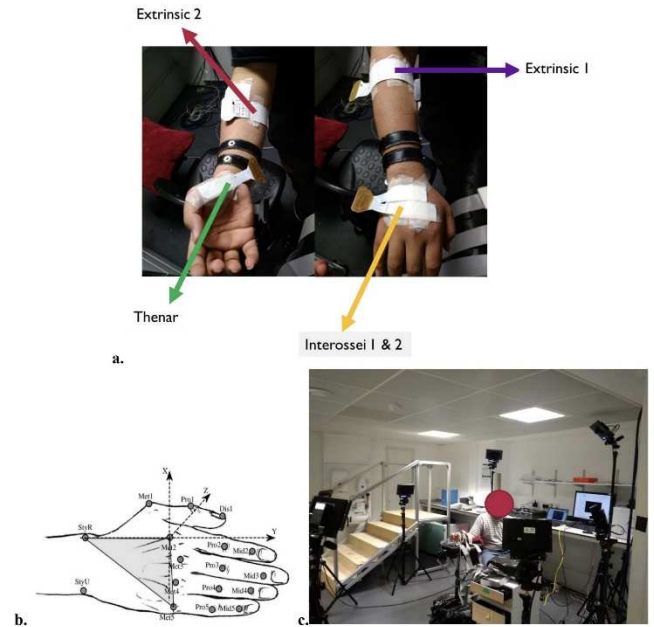 Extrinsic 2
Extrinsic 1
Thenar
Interossei 1 & 2
a.
X
Z
Met1
Pro1
Dis1
StyR
Y
Met2
Pro2
Mid2
Met3
Pro3
Mid3
StyU
Met4
Pro4
Mid4
Met5
Pro5
Mid5
b.
c.